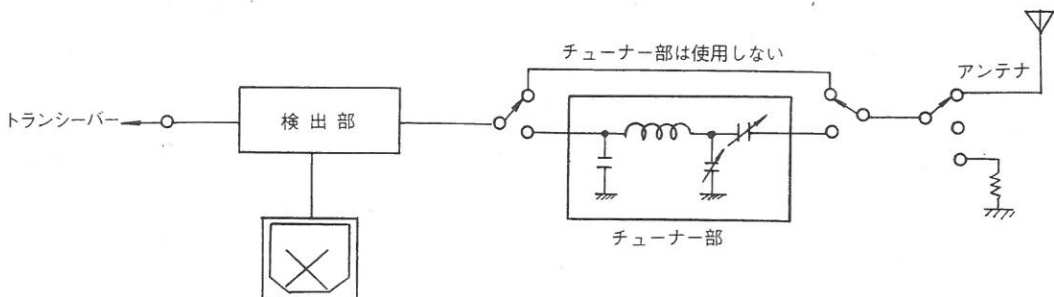 チューナー部は使用しない
アンテナ
トランシーバー
検出部
チューナー部